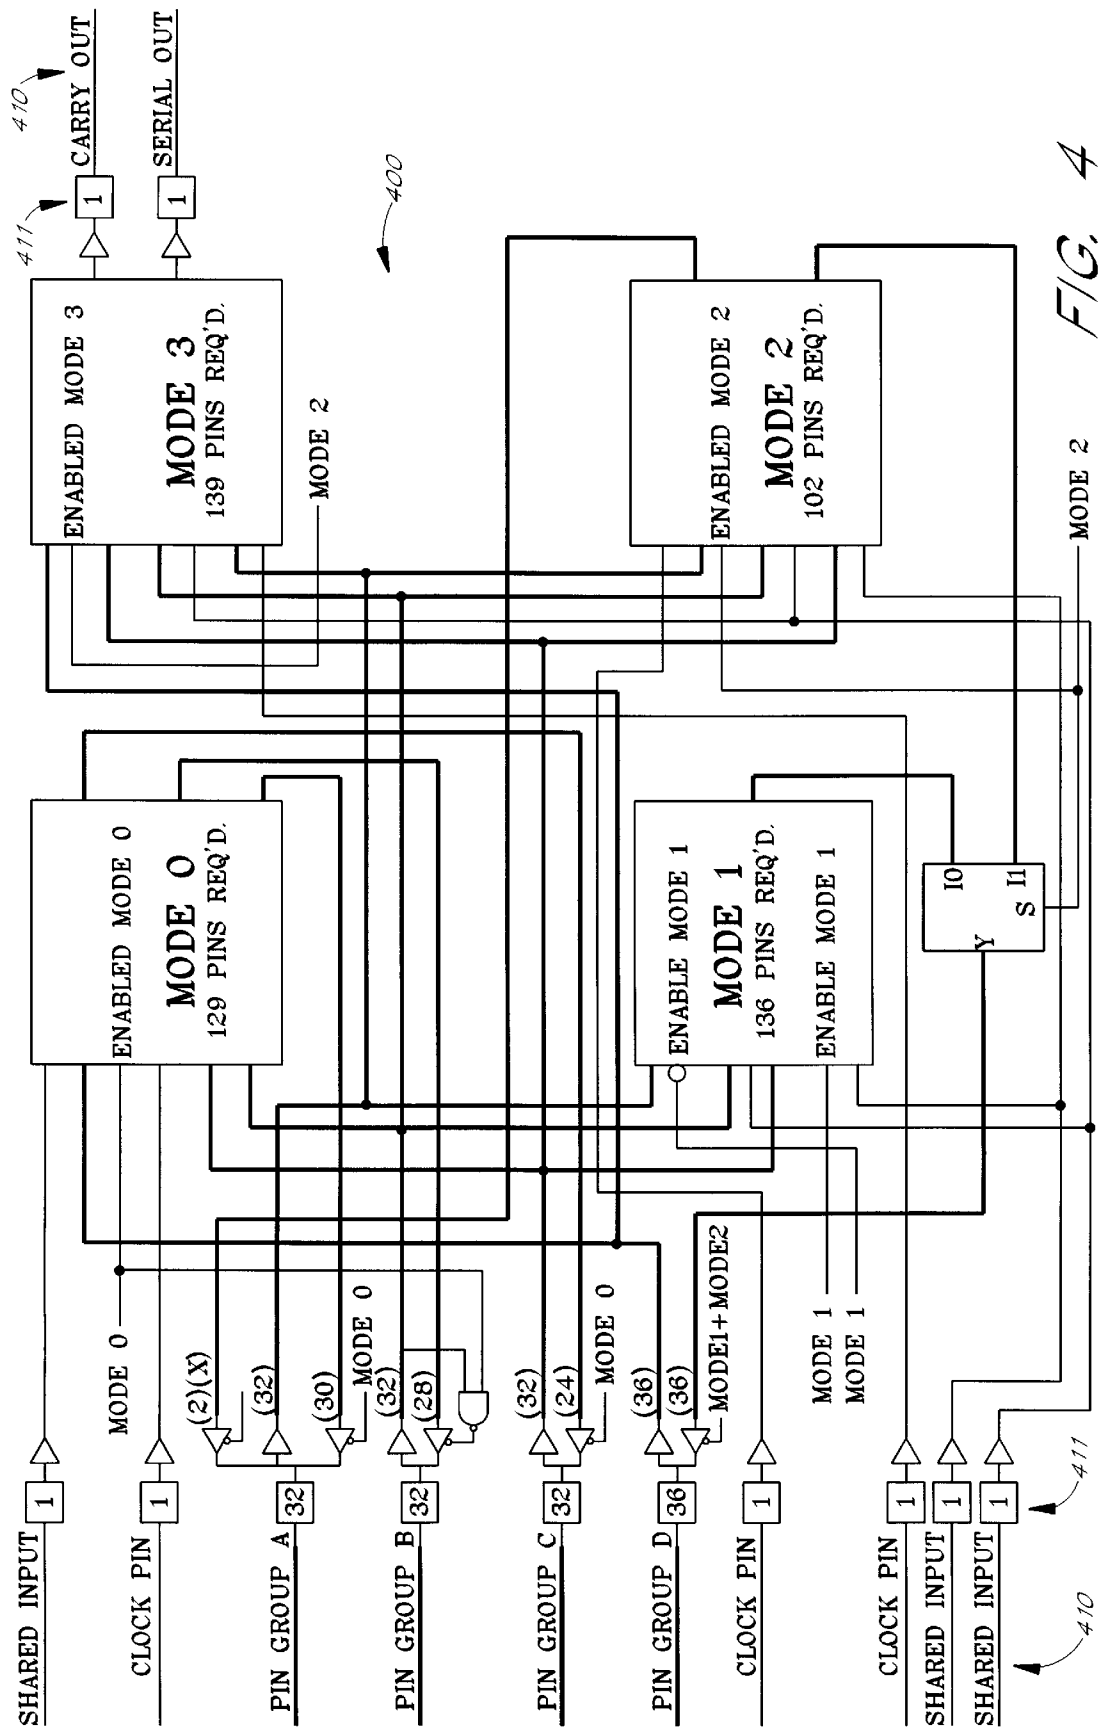 SHARED INPUT
1
CLOCK PIN
1
PIN GROUP A
32
PIN GROUP B
32
PIN GROUP C
32
PIN GROUP D
36
CLOCK PIN
1
CLOCK PIN
1
SHARED INPUT
1
SHARED INPUT
1
410
411
MODE 0
(2)(X)
(32)
(30)
MODE 0
(32)
(28)
(32)
(24)
MODE 0
(36)
(36)
MODE1+MODE2
MODE 1
MODE 1
ENABLED MODE 0
MODE 0
129 PINS REQ'D.
ENABLE MODE 1
MODE 1
136 PINS REQ'D.
ENABLE MODE 1
Y
I0
I1
S
MODE 2
ENABLED MODE 3
MODE 3
139 PINS REQ'D.
MODE 2
ENABLED MODE 2
MODE 2
102 PINS REQ'D.
1
CARRY OUT
1
SERIAL OUT
411
410
400
FIG. 4